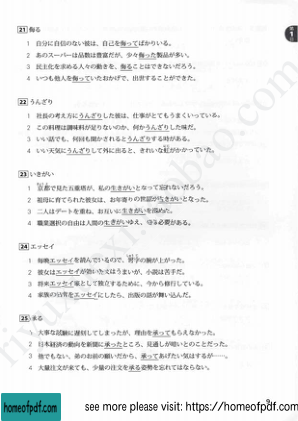 21 侮る
1 自分に自信のない彼は、自己を侮ってばかりいる。
2 あのスーパーは品数は豊富だが、少々侮った製品が多い。
3 民主化を求める人々の動きを、侮ることはできないだろう。
4 いつも他人を侮っていたおかげで、出世することができた。
22 うんざり
1 社長の考え方にうんざりした彼は、仕事がとてもうまくいっている。
2 この料理は調味料が足りないのか、何かうんざりした味だ。
3 いい話でも、何回も聞かされるとうんざりする時がある。
4 いい天気にうんざりして外に出ると、きれいな虹がかかっていた。
23 いきがい
1 京都で見た五重塔が、私の生きがいとなって忘れないだろう。
2 祖母に育てられた彼女は、お年寄りの世話が生きがいとなった。
3 二人はデートを重ね、お互いに生きがいを深めた。
4 職業選択の自由は人間の生きがいゆえ、必要がある。
24 エッセイ
1 毎晩エッセイを読んでいるので、習字の腕が上がった。
2 彼女はエッセイが効いたえはうまいが、小説は苦手だ。
3 将来エッセイ家として独立するために、今から修行している。
4 家族の絆をエッセイにしたら、出版の話が舞い込んだ。
25 承る
1 大事な試験に遅刻してしまったが、理由を承ってもらえなかった。
2 日本経済の動向を新聞に承ったところ、見通しが暗いとのことだった。
3 他でもない、弟のお前の願いだから、承ってあげたい気はするが……。
4 大量注文が来ても、少量の注文を承る姿勢を忘れてはならない。
homeofpdf.com
see more please visit: https://homeofpdf.com